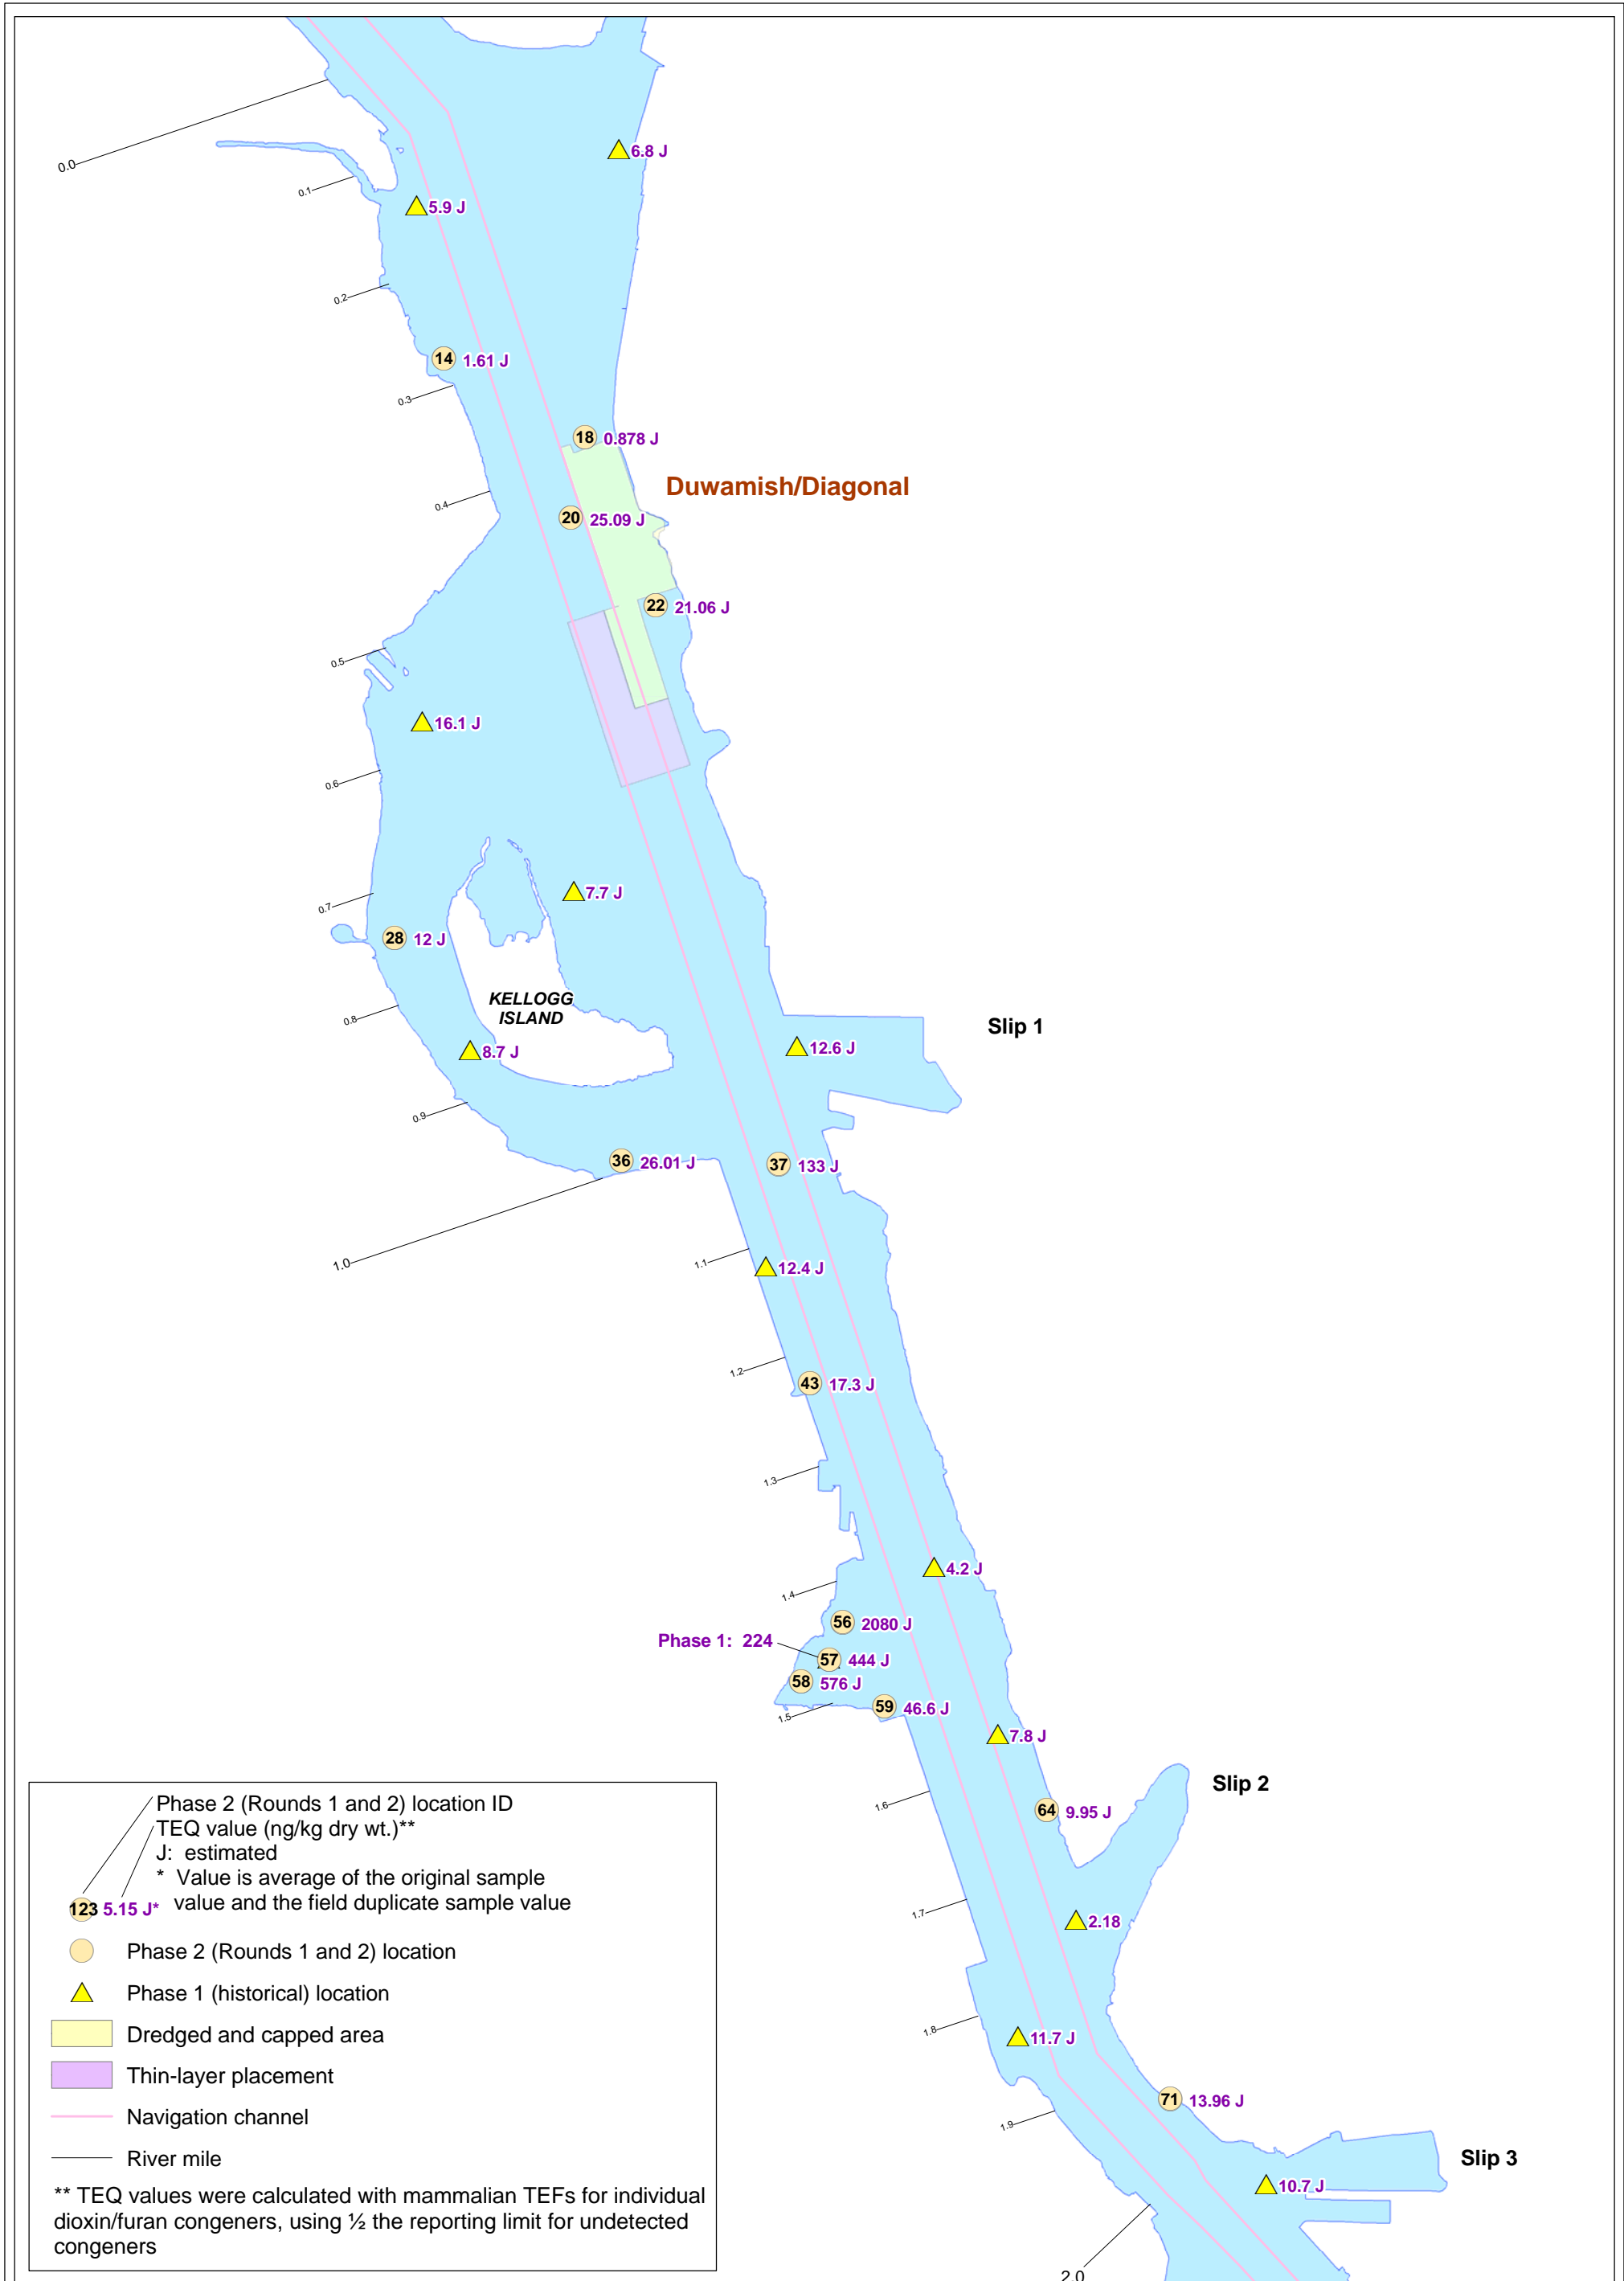 0.0
6.8 J
0.1
5.9 J
0.2
14 1.61 J
0.3
18 0.878 J
Duwamish/Diagonal
0.4
20 25.09 J
22 21.06 J
0.5
16.1 J
0.6
7.7 J
0.7
28 12 J
KELLOGG
ISLAND
0.8
Slip 1
8.7 J
12.6 J
0.9
36 26.01 J
37 133 J
1.0
1.1
12.4 J
1.2
43 17.3 J
1.3
4.2 J
1.4
56 2080 J
Phase 1: 224
57 444 J
58 576 J
59 46.6 J
1.5
7.8 J
Slip 2
1.6
64 9.95 J
1.7
2.18
1.8
11.7 J
71 13.96 J
1.9
Slip 3
10.7 J
2.0
Phase 2 (Rounds 1 and 2) location ID
TEQ value (ng/kg dry wt.)**
J: estimated
* Value is average of the original sample
value and the field duplicate sample value
123 5.15 J*
Phase 2 (Rounds 1 and 2) location
Phase 1 (historical) location
Dredged and capped area
Thin-layer placement
Navigation channel
River mile
** TEQ values were calculated with mammalian TEFs for individual
dioxin/furan congeners, using ½ the reporting limit for undetected
congeners